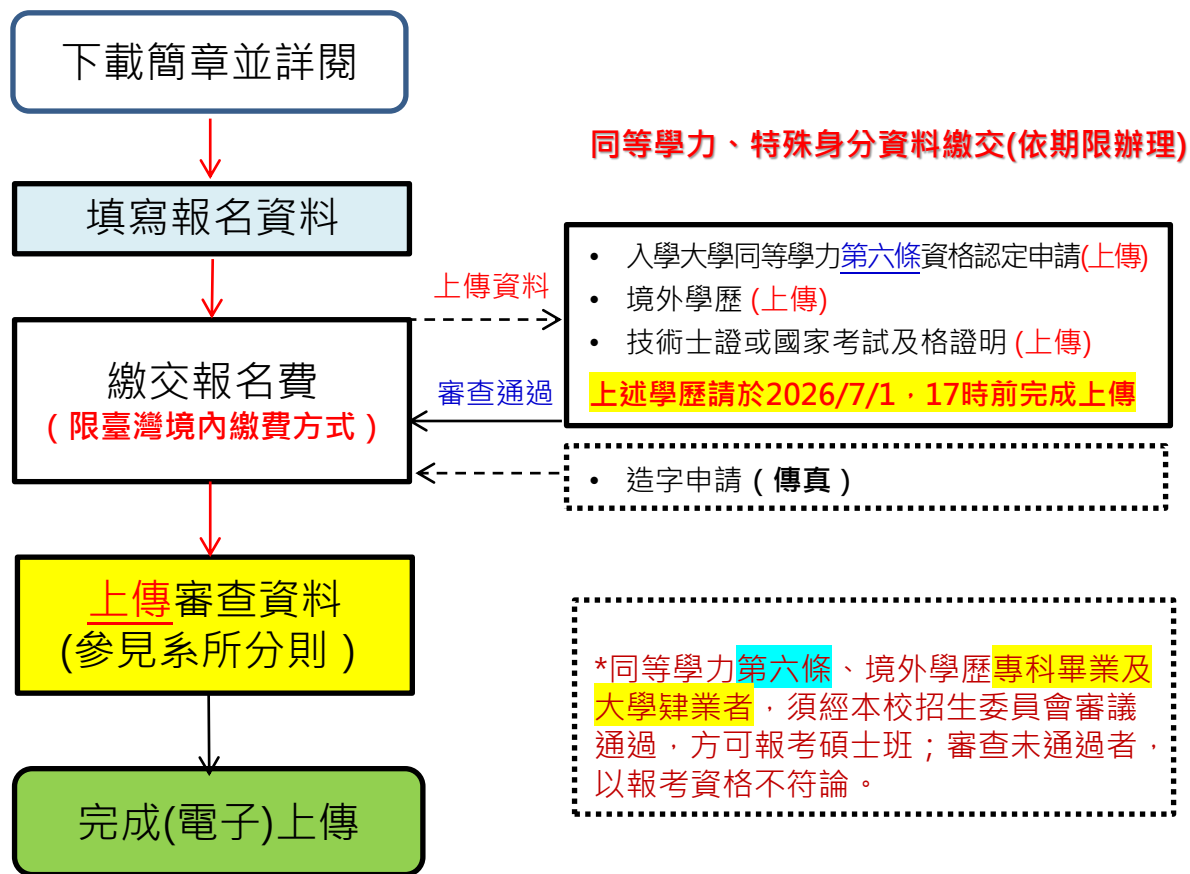 下載簡章並詳閱
同等學力、特殊身分資料繳交(依期限辦理)
填寫報名資料
上傳資料
• 入學大學同等學力第六條資格認定申請(上傳)
• 境外學歷 (上傳)
• 技術士證或國家考試及格證明 (上傳)
上述學歷請於2026/7/1，17時前完成上傳
繳交報名費
（限臺灣境內繳費方式）
審查通過
• 造字申請（傳真）
上傳審查資料
(參見系所分則）
*同等學力第六條、境外學歷專科畢業及
大學肄業者，須經本校招生委員會審議
通過，方可報考碩士班；審查未通過者，
以報考資格不符論。
完成(電子)上傳